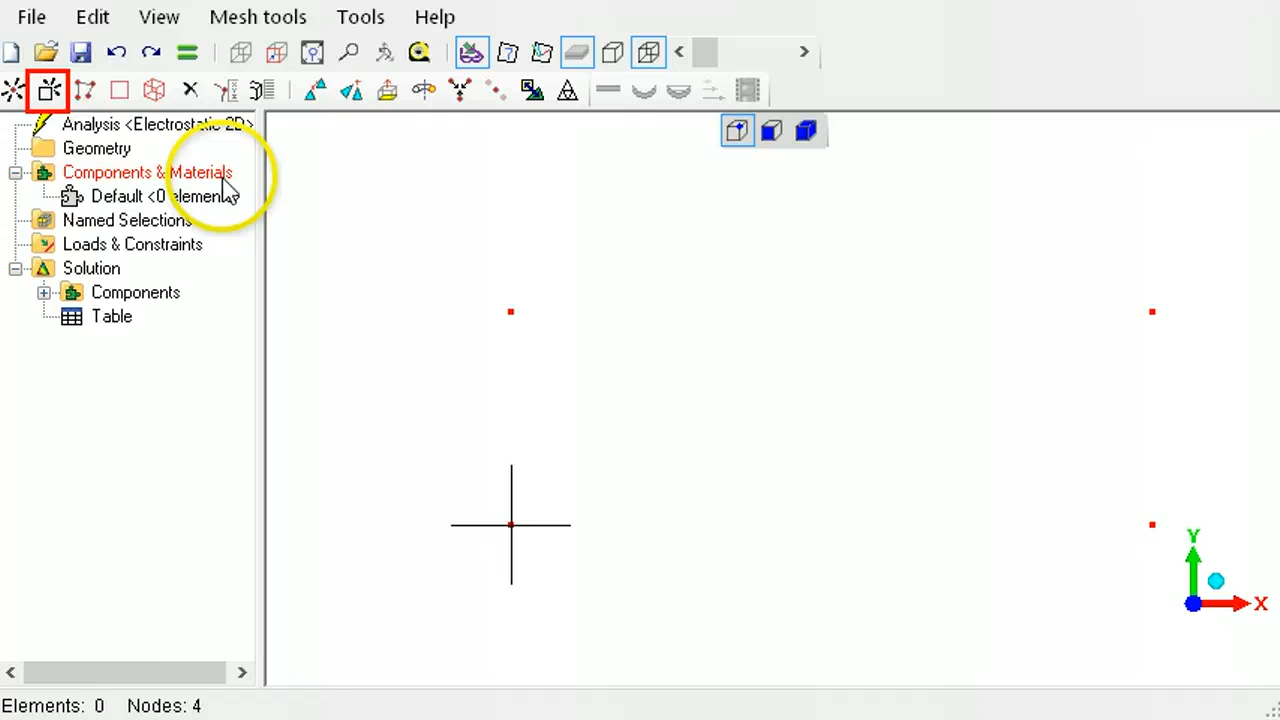 File Edit View Mesh tools Tools Help
Analysis <Electrostatic 2D>
Geometry
Components & Materials
Default <0 elements
Named Selections
Loads & Constraints
Solution
Components
Table
Y
X
Elements: 0 Nodes: 4